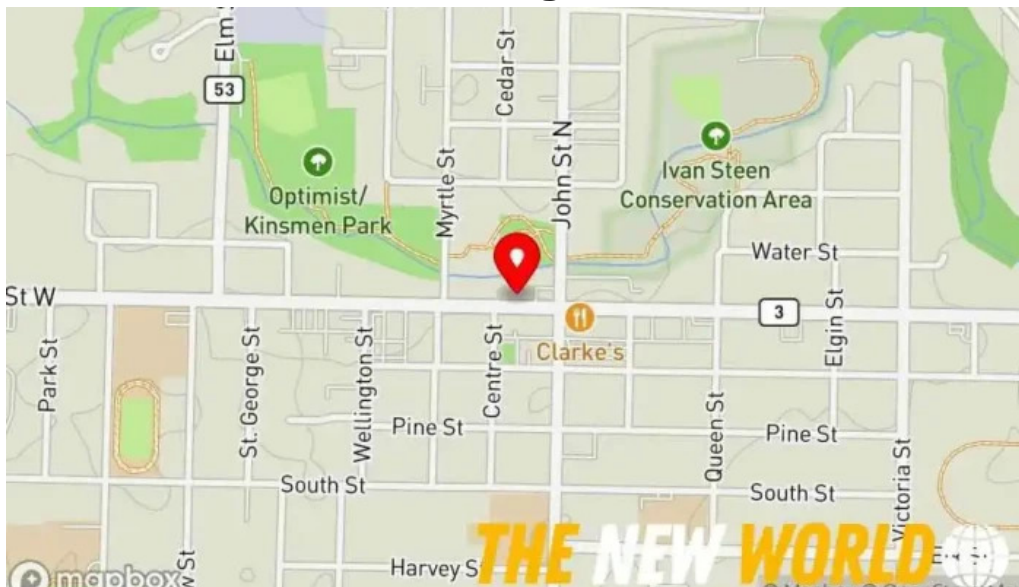 Elm S
53
Cedar St
Myrtle St
John St N
Optimist/
Kinsmen Park
Ivan Steen
Conservation Area
Water St
St W
3
Clarke's
Park St
St. George St
Wellington St
Centre St
Elgin St
Pine St
Pine St
Queen St
Victoria St
South St
South St
w St
Harvey S
THE NEW WORLD
mapbox